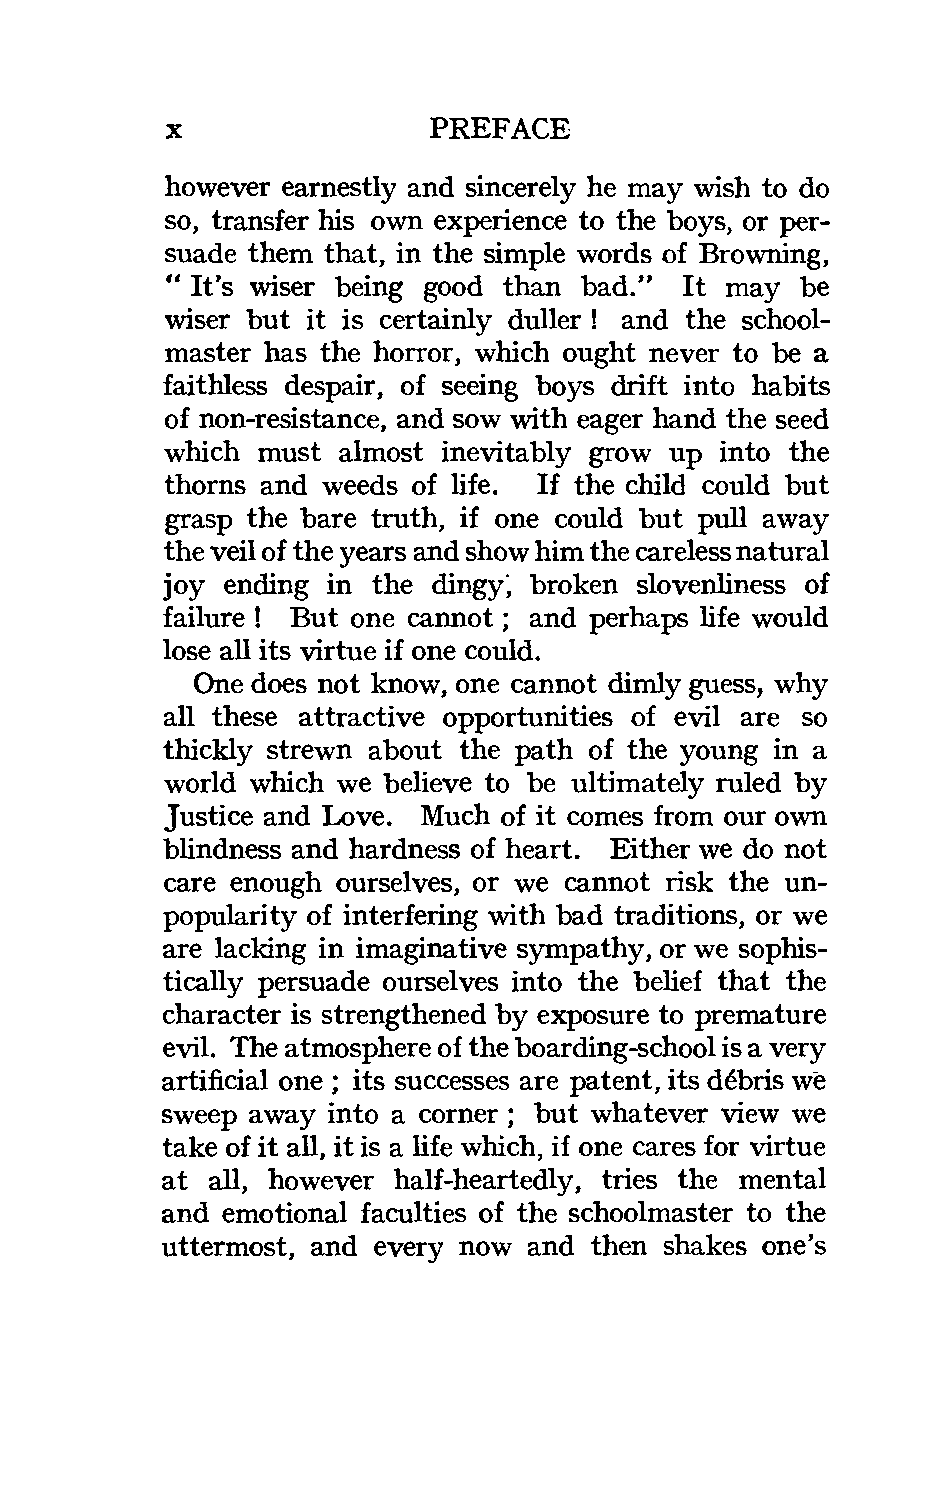 x PREFACE
however earnestly and sincerely he may wish to do
so, transfer his own experience to the boys, or per-
suade them that, in the simple words of Browning,
" It's wiser being good than bad." It may be
wiser but it is certainly duller ! and the school-
master has the horror, which ought never to be a
faithless despair, of seeing boys drift into habits
of non-resistance, and sow with eager hand the seed
which must almost inevitably grow up into the
thorns and weeds of life. If the child could but
grasp the bare truth, if one could but pull away
the veil of the years and show him the careless natural
joy ending in the dingy, broken slovenliness of
failure ! But one cannot ; and perhaps life would
lose all its virtue if one could.
One does not know, one cannot dimly guess, why
all these attractive opportunities of evil are so
thickly strewn about the path of the young in a
world which we believe to be ultimately ruled by
Justice and Love. Much of it comes from our own
blindness and hardness of heart. Either we do not
care enough ourselves, or we cannot risk the un-
popularity of interfering with bad traditions, or we
are lacking in imaginative sympathy, or we sophis-
tically persuade ourselves into the belief that the
character is strengthened by exposure to premature
evil. The atmosphere of the boarding-school is a very
artificial one ; its successes are patent, its débris we
sweep away into a corner ; but whatever view we
take of it all, it is a life which, if one cares for virtue
at all, however half-heartedly, tries the mental
and emotional faculties of the schoolmaster to the
uttermost, and every now and then shakes one's